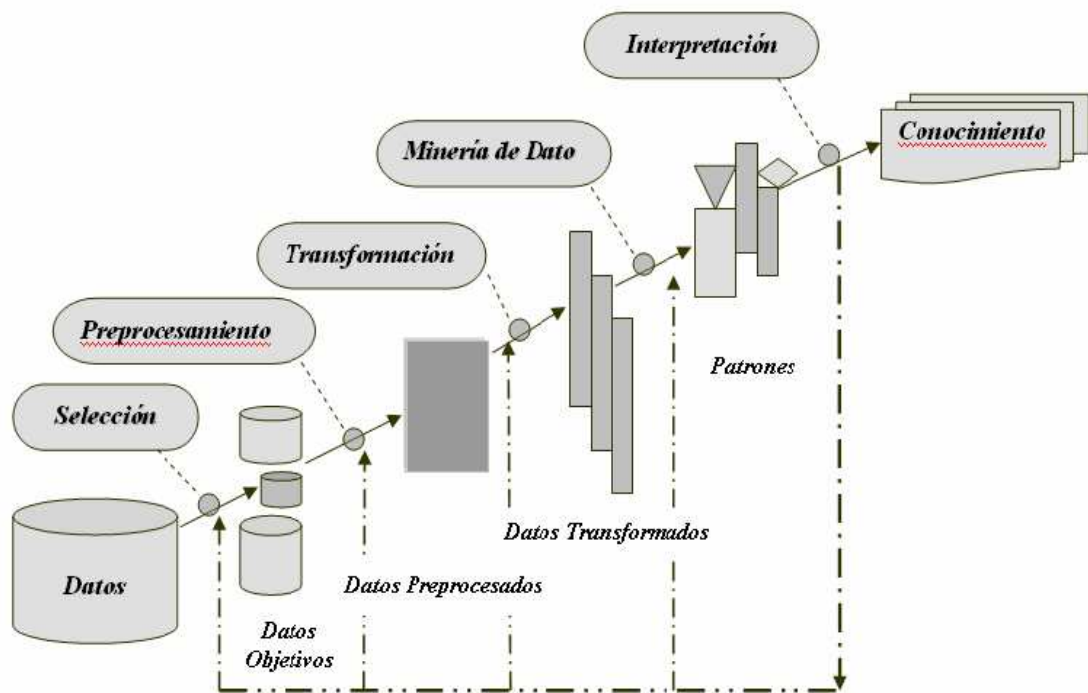 Interpretación
Conocimiento
Minería de Dato
Transformación
Preprocesamiento
Patrones
Selección
Datos Transformados
Datos
Datos Preprocesados
Datos
Objetivos